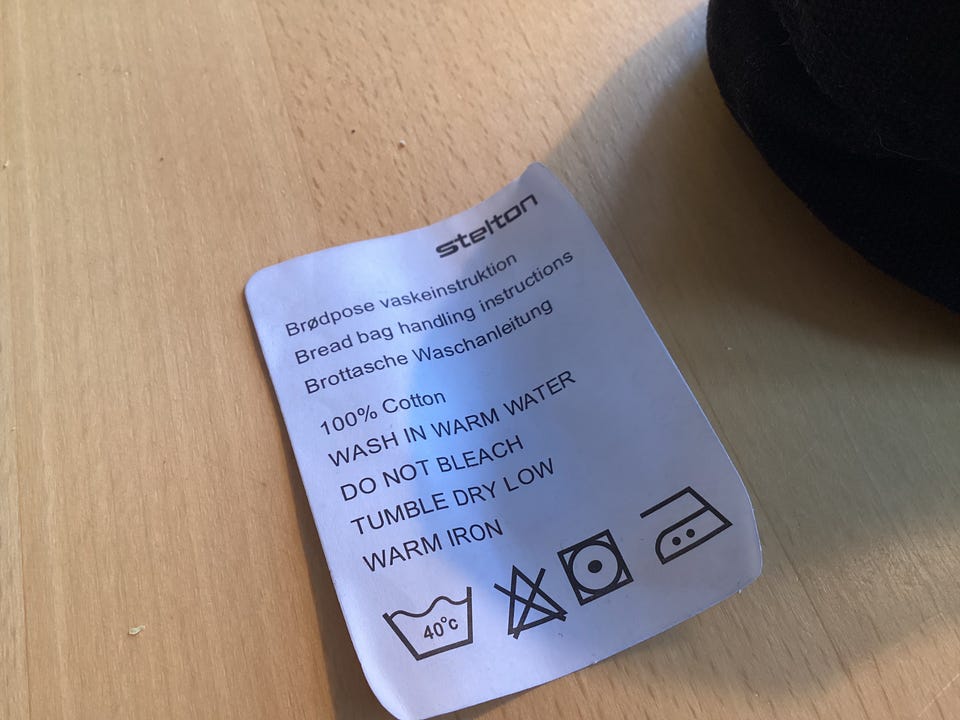 stelton
Brødpose vaskeinstruktion
Bread bag handling instructions
Brottasche Waschanleitung
100% Cotton
WASH IN WARM WATER
DO NOT BLEACH
TUMBLE DRY LOW
WARM IRON
40°c